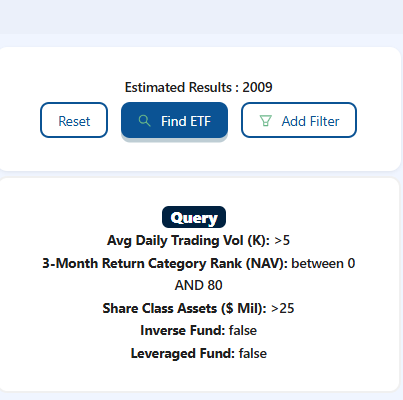 Estimated Results : 2009
Reset
Find ETF
Add Filter
Query
Avg Daily Trading Vol (K): >5
3-Month Return Category Rank (NAV): between 0
AND 80
Share Class Assets ($ Mil): >25
Inverse Fund: false
Leveraged Fund: false